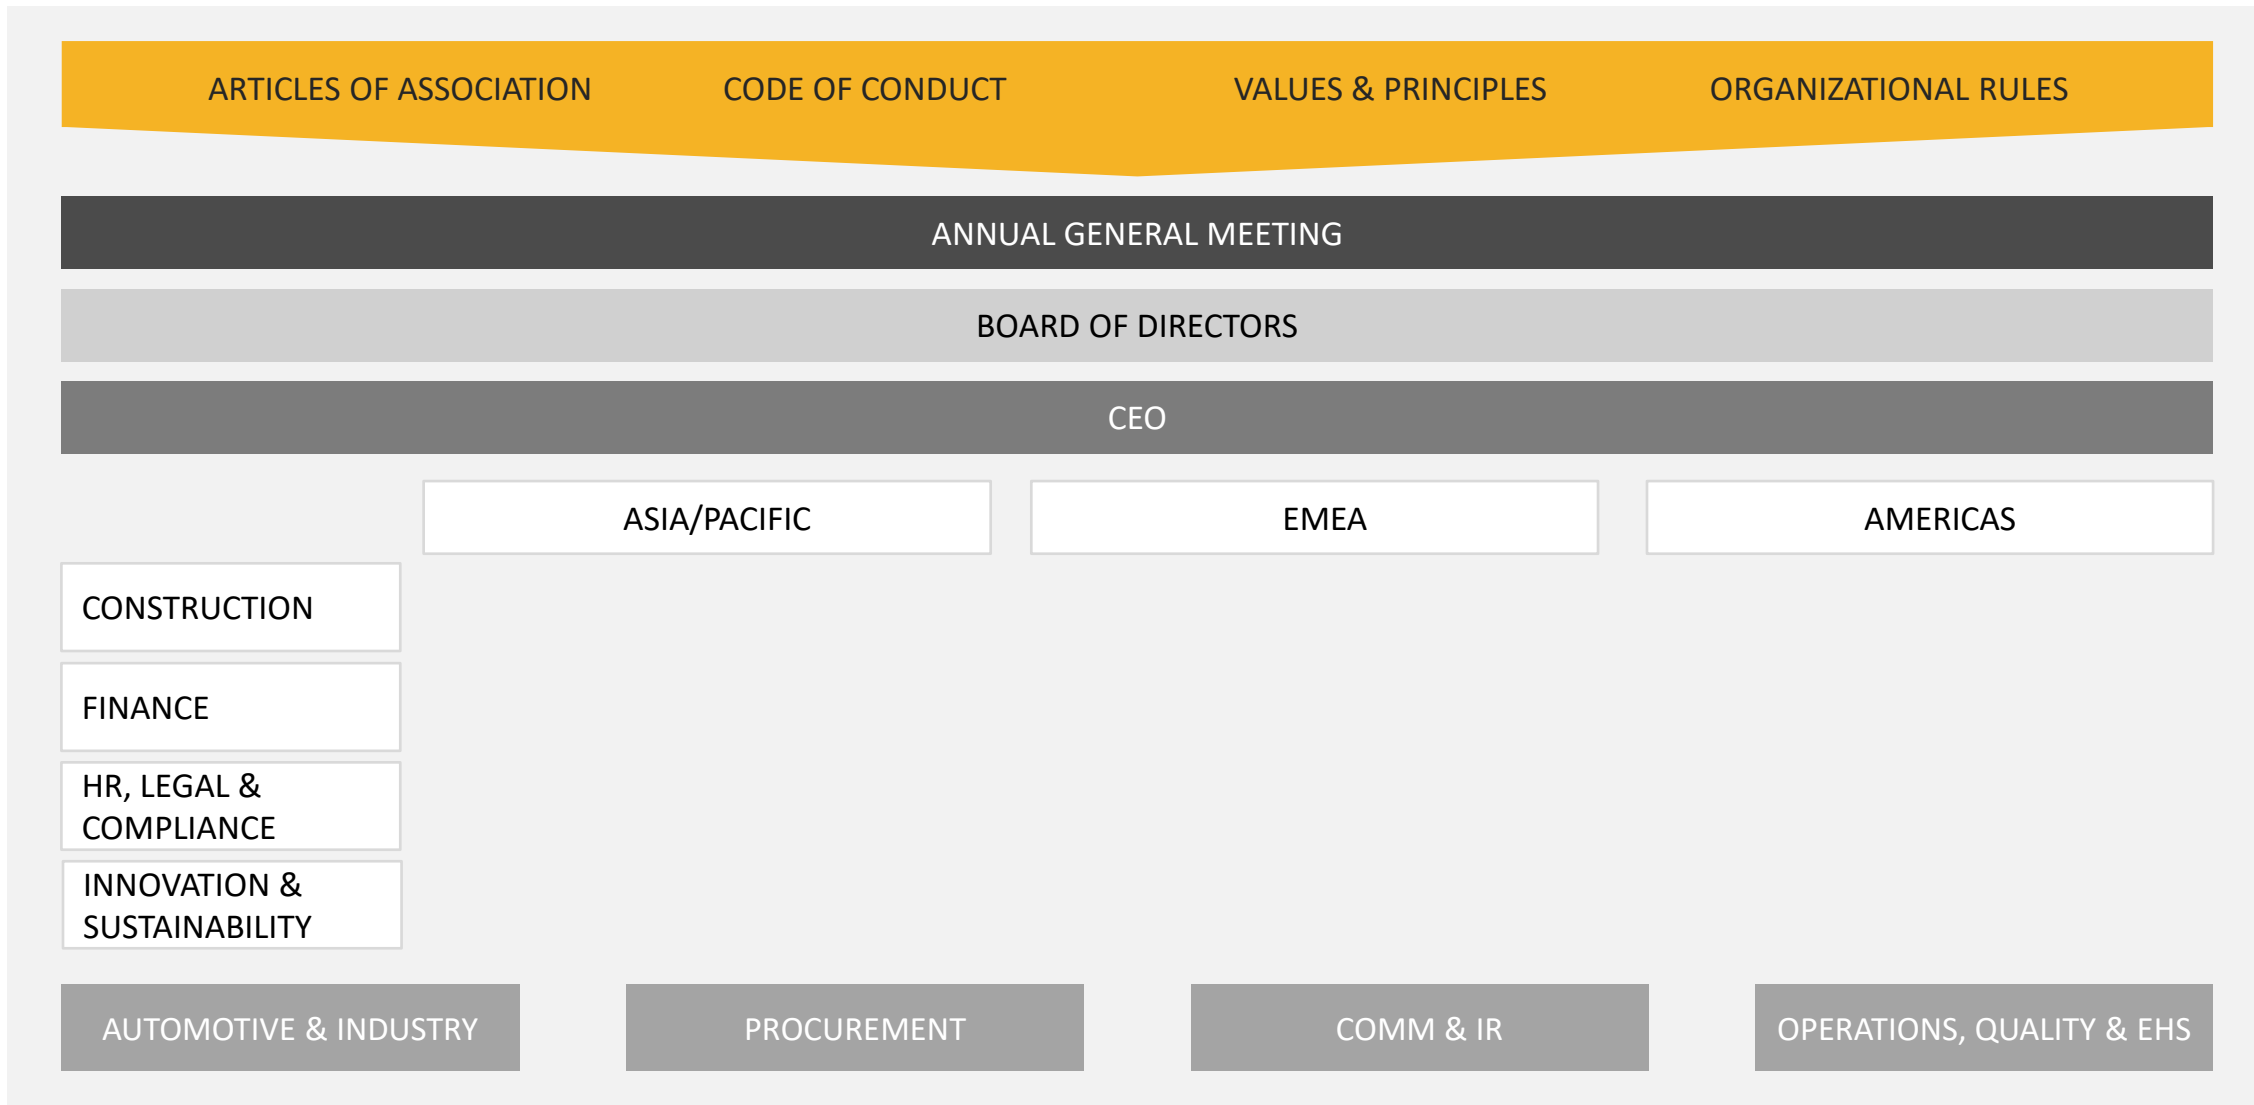 ARTICLES OF ASSOCIATION
CODE OF CONDUCT
VALUES & PRINCIPLES
ORGANIZATIONAL RULES
ANNUAL GENERAL MEETING
BOARD OF DIRECTORS
CEO
ASIA/PACIFIC
EMEA
AMERICAS
CONSTRUCTION
FINANCE
HR, LEGAL &
COMPLIANCE
INNOVATION &
SUSTAINABILITY
AUTOMOTIVE & INDUSTRY
PROCUREMENT
COMM & IR
OPERATIONS, QUALITY & EHS